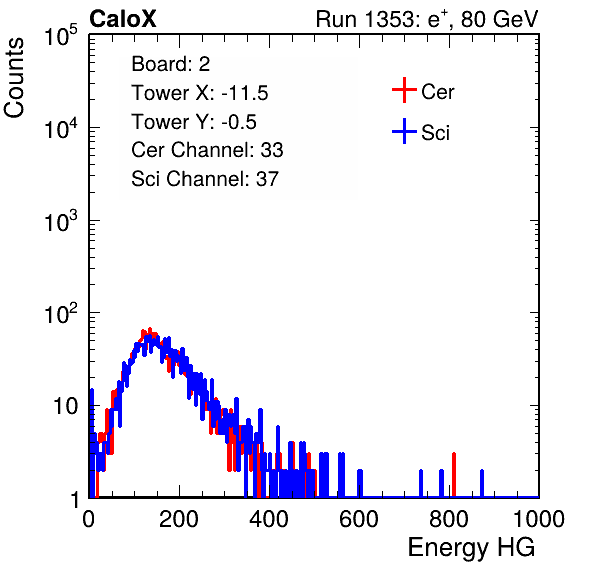 CaloX Run 1353: e⁺, 80 GeV
Counts
10⁵
10⁴
10³
10²
10
1
Board: 2
Tower X: -11.5
Tower Y: -0.5
Cer Channel: 33
Sci Channel: 37
Cer
Sci
0 200 400 600 800 1000
Energy HG